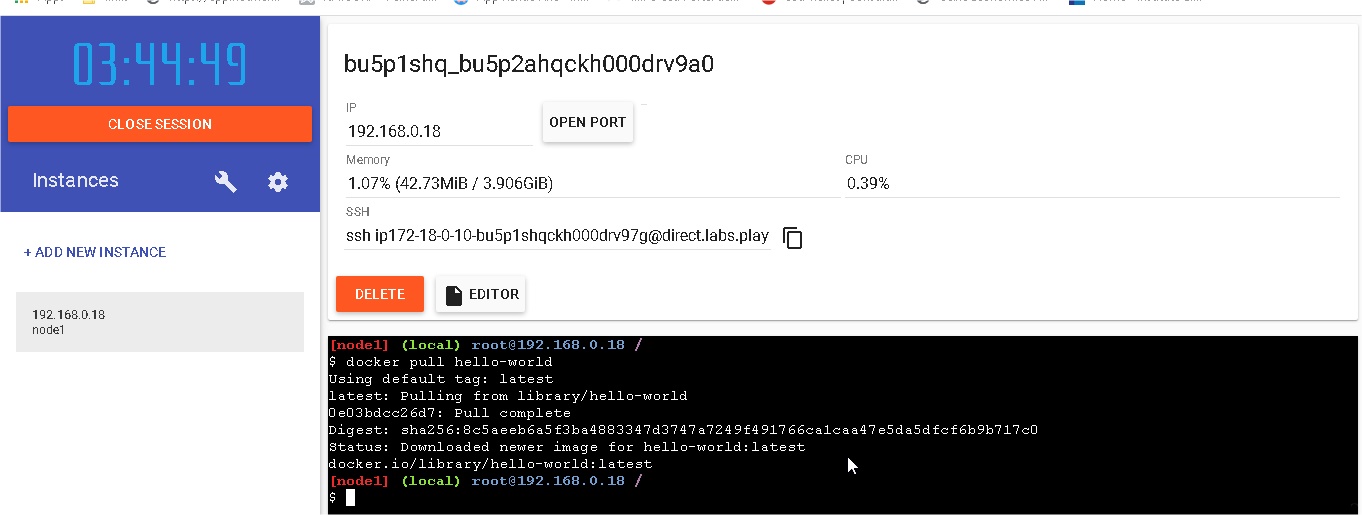 03:44:49
CLOSE SESSION
Instances
+ ADD NEW INSTANCE
192.168.0.18
node1
bu5p1shq_bu5p2ahqckh000drv9a0
IP
192.168.0.18
OPEN PORT
Memory
1.07% (42.73MiB / 3.906GiB)
CPU
0.39%
SSH
ssh ip172-18-0-10-bu5p1shqckh000drv97g@direct.labs.play
DELETE
EDITOR
[node1] (local) root@192.168.0.18 /
$ docker pull hello-world
Using default tag: latest
latest: Pulling from library/hello-world
0e03bdcc26d7: Pull complete
Digest: sha256:8c5aeeb6a5f3ba4883347d3747a7249f491766ca1caa47e5da5dfcf6b9b717c0
Status: Downloaded newer image for hello-world:latest
docker.io/library/hello-world:latest
[node1] (local) root@192.168.0.18 /
$